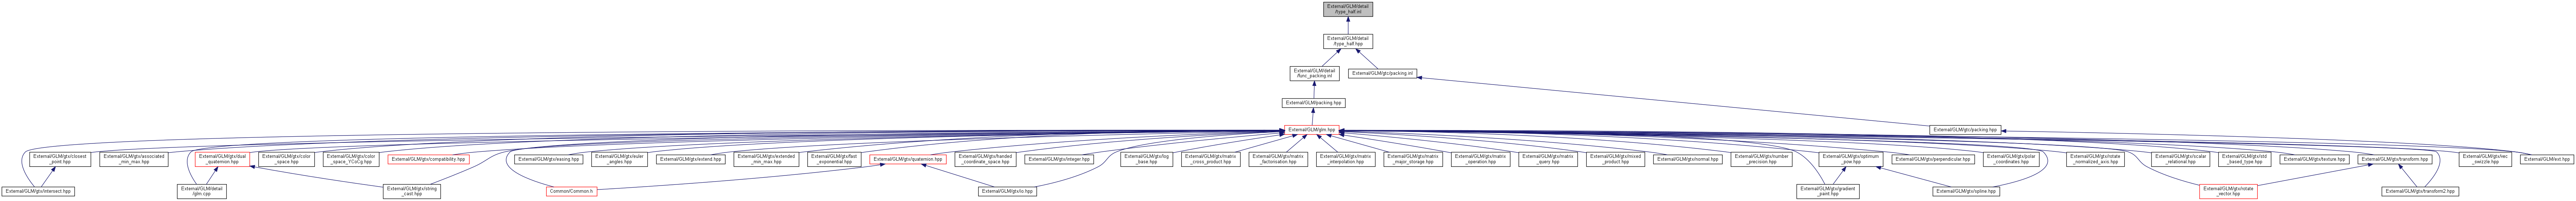 External/GLM/detail
/type_half.inl
External/GLM/detail
/type_half.hpp
External/GLM/detail
/func_packing.inl
External/GLM/gtc/packing.inl
External/GLM/packing.hpp
External/GLM/glm.hpp
External/GLM/gtc/packing.hpp
External/GLM/gtx/closest
_point.hpp
External/GLM/gtx/associated
_min_max.hpp
External/GLM/gtx/dual
_quaternion.hpp
External/GLM/gtx/color
_space.hpp
External/GLM/gtx/color
_space_YCoCg.hpp
External/GLM/gtx/compatibility.hpp
External/GLM/gtx/easing.hpp
External/GLM/gtx/euler
_angles.hpp
External/GLM/gtx/extend.hpp
External/GLM/gtx/extended
_min_max.hpp
External/GLM/gtx/fast
_exponential.hpp
External/GLM/gtx/quaternion.hpp
External/GLM/gtx/handed
_coordinate_space.hpp
External/GLM/gtx/integer.hpp
External/GLM/gtx/log
_base.hpp
External/GLM/gtx/matrix
_cross_product.hpp
External/GLM/gtx/matrix
_factorisation.hpp
External/GLM/gtx/matrix
_interpolation.hpp
External/GLM/gtx/matrix
_major_storage.hpp
External/GLM/gtx/matrix
_operation.hpp
External/GLM/gtx/matrix
_query.hpp
External/GLM/gtx/mixed
_product.hpp
External/GLM/gtx/normal.hpp
External/GLM/gtx/number
_precision.hpp
External/GLM/gtx/optimum
_pow.hpp
External/GLM/gtx/perpendicular.hpp
External/GLM/gtx/polar
_coordinates.hpp
External/GLM/gtx/rotate
_normalized_axis.hpp
External/GLM/gtx/scalar
_relational.hpp
External/GLM/gtx/std
_based_type.hpp
External/GLM/gtx/texture.hpp
External/GLM/gtx/transform.hpp
External/GLM/gtx/vec
_swizzle.hpp
External/GLM/ext.hpp
External/GLM/gtx/intersect.hpp
External/GLM/detail
/glm.cpp
External/GLM/gtx/string
_cast.hpp
Common/Common.h
External/GLM/gtx/io.hpp
External/GLM/gtx/gradient
_paint.hpp
External/GLM/gtx/spline.hpp
External/GLM/gtx/rotate
_vector.hpp
External/GLM/gtx/transform2.hpp